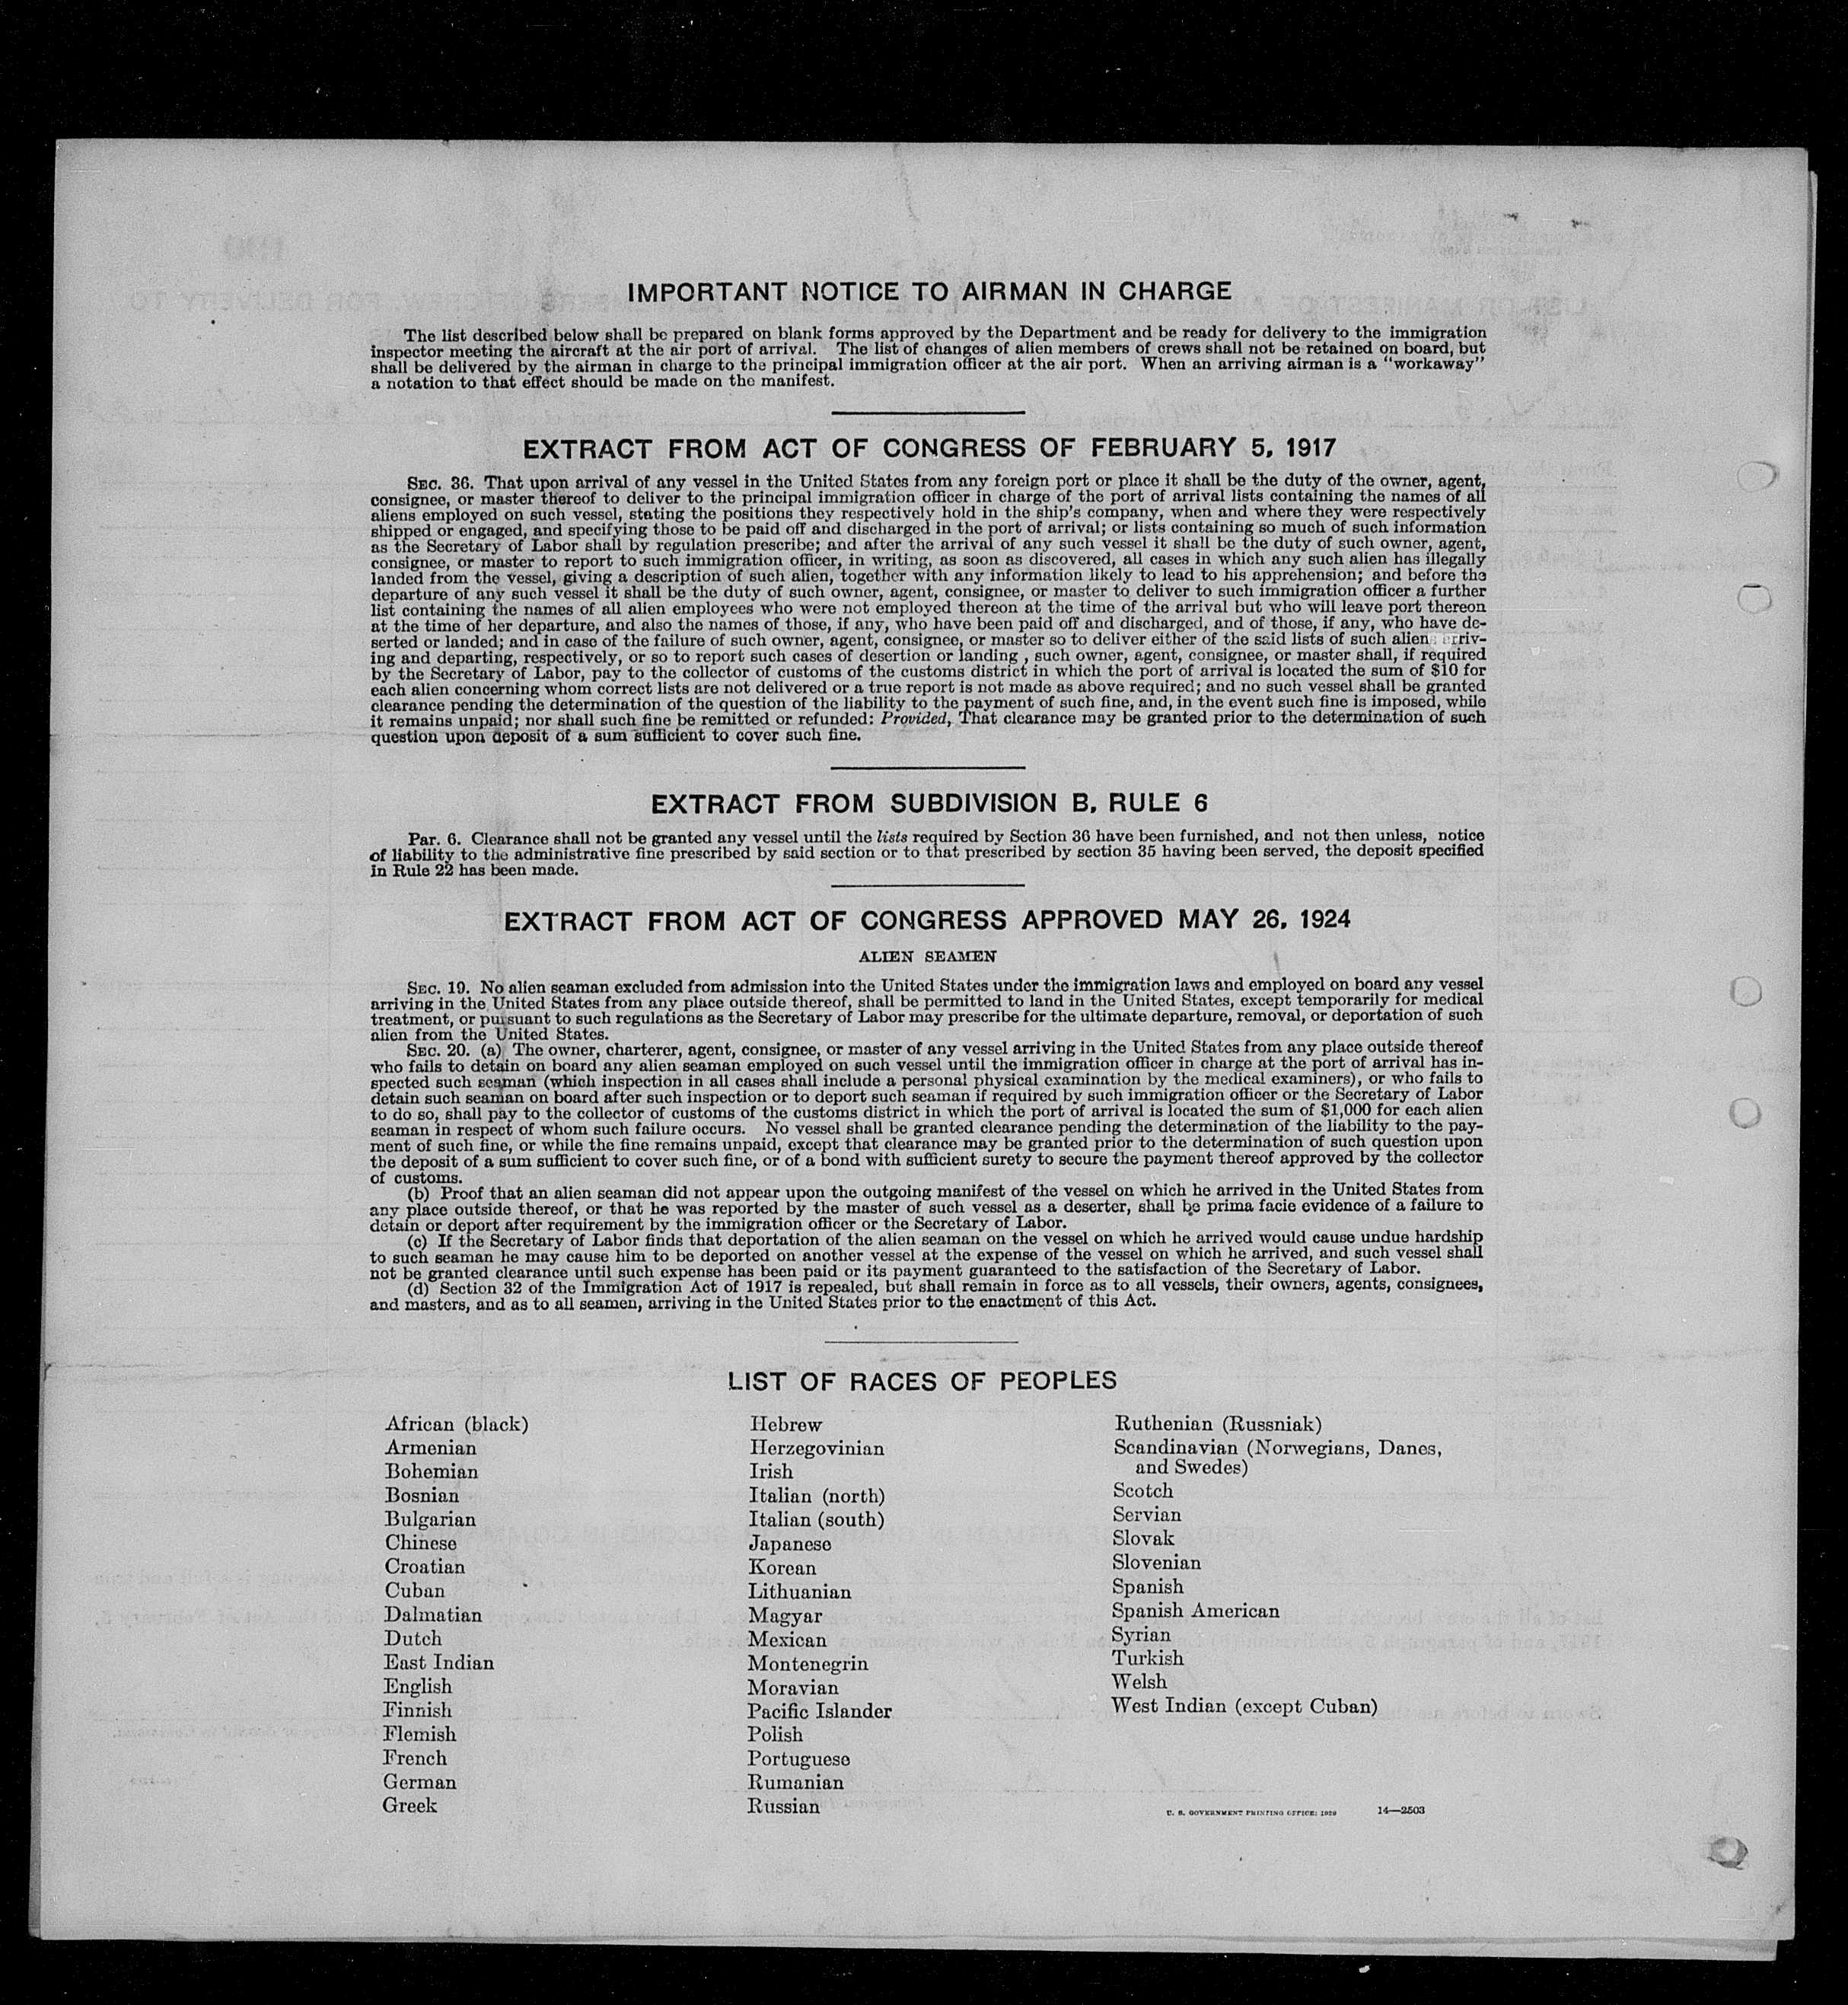 IMPORTANT NOTICE TO AIRMAN IN CHARGE
The list described below shall be prepared on blank forms approved by the Department and be ready for delivery to the immigration
inspector meeting the aircraft at the air port of arrival. The list of changes of alien members of crews shall not be retained on board, but
shall be delivered by the airman in charge to the principal immigration officer at the air port. When an arriving airman is a "workaway"
a notation to that effect should be made on the manifest.
EXTRACT FROM ACT OF CONGRESS OF FEBRUARY 5, 1917
SEC. 36. That upon arrival of any vessel in the United States from any foreign port or place it shall be the duty of the owner, agent,
consignee, or master thereof to deliver to the principal immigration officer in charge of the port of arrival lists containing the names of all
aliens employed on such vessel, stating the positions they respectively hold in the ship's company, when and where they were respectively
shipped or engaged, and specifying those to be paid off and discharged in the port of arrival; or lists containing so much of such information
as the Secretary of Labor shall by regulation prescribe; and after the arrival of any such vessel it shall be the duty of such owner, agent,
consignee, or master to report to such immigration officer, in writing, as soon as discovered, all cases in which any such alien has illegally
landed from the vessel, giving a description of such alien, together with any information likely to lead to his apprehension; and before the
departure of any such vessel it shall be the duty of such owner, agent, consignee, or master to deliver to such immigration officer a further
list containing the names of all alien employees who were not employed thereon at the time of the arrival but who will leave port thereon
at the time of her departure, and also the names of those, if any, who have been paid off and discharged, and of those, if any, who have de-
serted or landed; and in case of the failure of such owner, agent, consignee, or master so to deliver either of the said lists of such aliens arriv-
ing and departing, respectively, or so to report such cases of desertion or landing , such owner, agent, consignee, or master shall, if required
by the Secretary of Labor, pay to the collector of customs of the customs district in which the port of arrival is located the sum of $10 for
each alien concerning whom correct lists are not delivered or a true report is not made as above required; and no such vessel shall be granted
clearance pending the determination of the question of the liability to the payment of such fine, and, in the event such fine is imposed, while
it remains unpaid; nor shall such fine be remitted or refunded: Provided, That clearance may be granted prior to the determination of such
question upon deposit of a sum sufficient to cover such fine.
EXTRACT FROM SUBDIVISION B, RULE 6
Par. 6. Clearance shall not be granted any vessel until the lists required by Section 36 have been furnished, and not then unless, notice
of liability to the administrative fine prescribed by said section or to that prescribed by section 35 having been served, the deposit specified
in Rule 22 has been made.
EXTRACT FROM ACT OF CONGRESS APPROVED MAY 26, 1924
ALIEN SEAMEN
SEC. 19. No alien seaman excluded from admission into the United States under the immigration laws and employed on board any vessel
arriving in the United States from any place outside thereof, shall be permitted to land in the United States, except temporarily for medical
treatment, or pursuant to such regulations as the Secretary of Labor may prescribe for the ultimate departure, removal, or deportation of such
alien from the United States.
SEC. 20. (a) The owner, charterer, agent, consignee, or master of any vessel arriving in the United States from any place outside thereof
who fails to detain on board any alien seaman employed on such vessel until the immigration officer in charge at the port of arrival has in-
spected such seaman (which inspection in all cases shall include a personal physical examination by the medical examiners), or who fails to
detain such seaman on board after such inspection or to deport such seaman if required by such immigration officer or the Secretary of Labor
to do so, shall pay to the collector of customs of the customs district in which the port of arrival is located the sum of $1,000 for each alien
seaman in respect of whom such failure occurs. No vessel shall be granted clearance pending the determination of the liability to the pay-
ment of such fine, or while the fine remains unpaid, except that clearance may be granted prior to the determination of such question upon
the deposit of a sum sufficient to cover such fine, or of a bond with sufficient surety to secure the payment thereof approved by the collector
of customs.
(b) Proof that an alien seaman did not appear upon the outgoing manifest of the vessel on which he arrived in the United States from
any place outside thereof, or that he was reported by the master of such vessel as a deserter, shall be prima facie evidence of a failure to
detain or deport after requirement by the immigration officer or the Secretary of Labor.
(c) If the Secretary of Labor finds that deportation of the alien seaman on the vessel on which he arrived would cause undue hardship
to such seaman he may cause him to be deported on another vessel at the expense of the vessel on which he arrived, and such vessel shall
not be granted clearance until such expense has been paid or its payment guaranteed to the satisfaction of the Secretary of Labor.
(d) Section 32 of the Immigration Act of 1917 is repealed, but shall remain in force as to all vessels, their owners, agents, consignees,
and masters, and as to all seamen, arriving in the United States prior to the enactment of this Act.
LIST OF RACES OF PEOPLES
African (black)
Armenian
Bohemian
Bosnian
Bulgarian
Chinese
Croatian
Cuban
Dalmatian
Dutch
East Indian
English
Finnish
Flemish
French
German
Greek
Hebrew
Herzegovinian
Irish
Italian (north)
Italian (south)
Japanese
Korean
Lithuanian
Magyar
Mexican
Montenegrin
Moravian
Pacific Islander
Polish
Portuguese
Rumanian
Russian
Ruthenian (Russniak)
Scandinavian (Norwegians, Danes,
and Swedes)
Scotch
Servian
Slovak
Slovenian
Spanish
Spanish American
Syrian
Turkish
Welsh
West Indian (except Cuban)
U. S. GOVERNMENT PRINTING OFFICE: 1929 14—2503